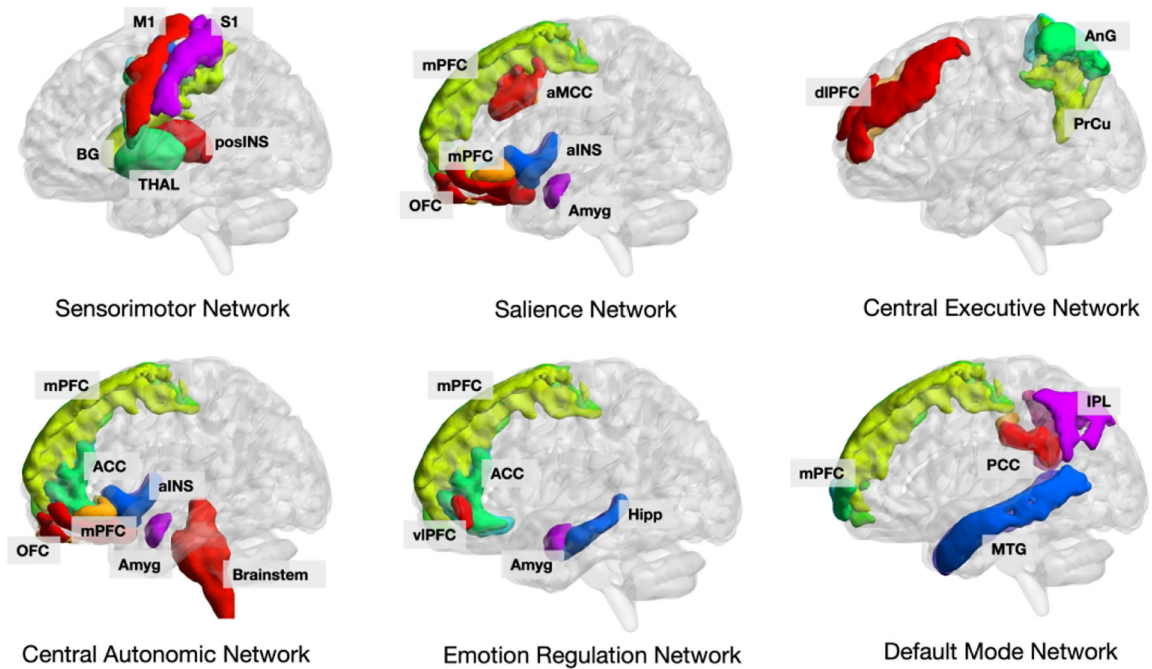 M1
S1
BG
posINS
THAL
Sensorimotor Network
mPFC
aMCC
mPFC
aINS
OFC
Amyg
Salience Network
AnG
dlPFC
PrCu
Central Executive Network
mPFC
ACC
aINS
mPFC
OFC
Amyg
Brainstem
Central Autonomic Network
mPFC
ACC
Hipp
vlPFC
Amyg
Emotion Regulation Network
IPL
PCC
mPFC
MTG
Default Mode Network